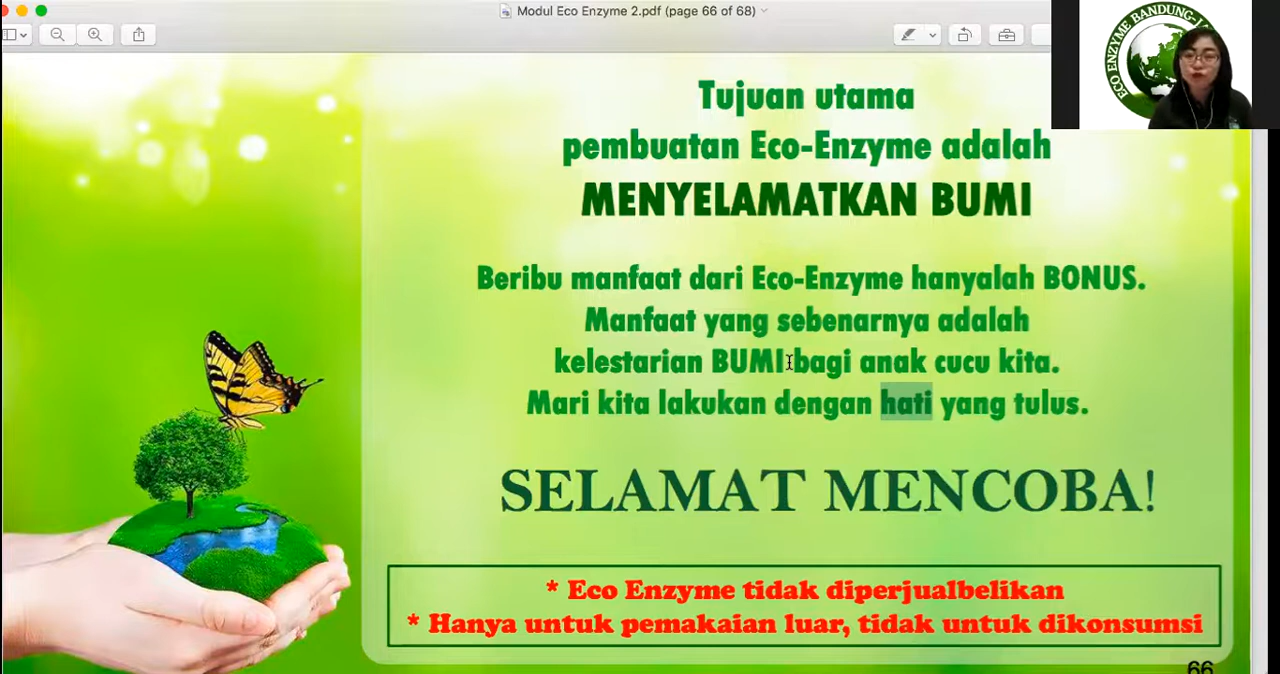 Modul Eco Enzyme 2.pdf (page 66 of 68)
ECO ENZYME BANDUNG-
Tujuan utama
pembuatan Eco-Enzyme adalah
MENYELAMATKAN BUMI
Beribu manfaat dari Eco-Enzyme hanyalah BONUS.
Manfaat yang sebenarnya adalah
kelestarian BUMI bagi anak cucu kita.
Mari kita lakukan dengan hati yang tulus.
SELAMAT MENCOBA!
* Eco Enzyme tidak diperjualbelikan
* Hanya untuk pemakaian luar, tidak untuk dikonsumsi
66